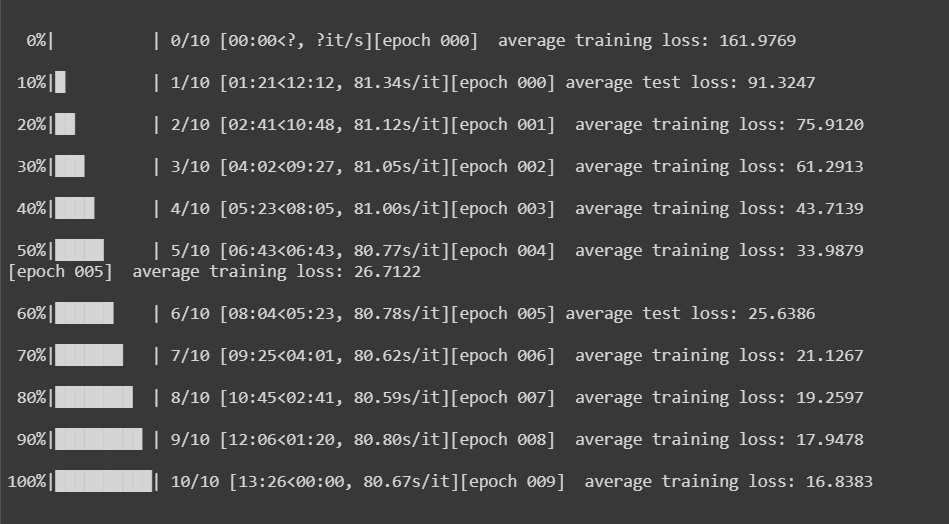 0%| | 0/10 [00:00<?, ?it/s][epoch 000]  average training loss: 161.9769
10%|█ | 1/10 [01:21<12:12, 81.34s/it][epoch 000] average test loss: 91.3247
20%|██ | 2/10 [02:41<10:48, 81.12s/it][epoch 001]  average training loss: 75.9120
30%|███ | 3/10 [04:02<09:27, 81.05s/it][epoch 002]  average training loss: 61.2913
40%|████ | 4/10 [05:23<08:05, 81.00s/it][epoch 003]  average training loss: 43.7139
50%|█████ | 5/10 [06:43<06:43, 80.77s/it][epoch 004]  average training loss: 33.9879
[epoch 005]  average training loss: 26.7122
60%|██████ | 6/10 [08:04<05:23, 80.78s/it][epoch 005] average test loss: 25.6386
70%|███████ | 7/10 [09:25<04:01, 80.62s/it][epoch 006]  average training loss: 21.1267
80%|████████ | 8/10 [10:45<02:41, 80.59s/it][epoch 007]  average training loss: 19.2597
90%|█████████ | 9/10 [12:06<01:20, 80.80s/it][epoch 008]  average training loss: 17.9478
100%|██████████| 10/10 [13:26<00:00, 80.67s/it][epoch 009]  average training loss: 16.8383